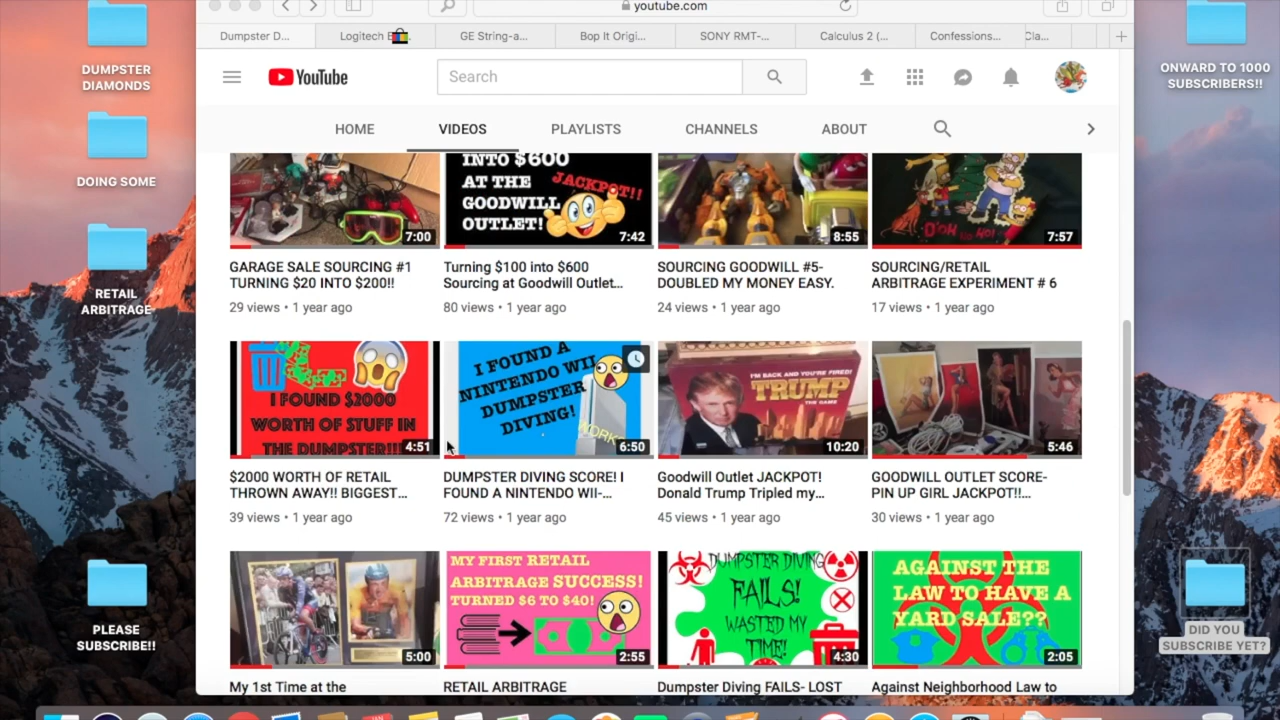 youtube.com
Dumpster D...
Logitech
GE String-a...
Bop It Origi...
SONY RMT-...
Calculus 2 (...
Confessions...
Cla...
YouTube
Search
HOME
VIDEOS
PLAYLISTS
CHANNELS
ABOUT
7:00
INTO $600
AT THE
GOODWILL
OUTLET!
JACKPOT!!
7:42
8:55
D'OH
7:57
GARAGE SALE SOURCING #1
TURNING $20 INTO $200!!
29 views • 1 year ago
Turning $100 into $600
Sourcing at Goodwill Outlet...
80 views • 1 year ago
SOURCING GOODWILL #5-
DOUBLED MY MONEY EASY.
24 views • 1 year ago
SOURCING/RETAIL
ARBITRAGE EXPERIMENT # 6
17 views • 1 year ago
I FOUND $2000
WORTH OF STUFF IN
THE DUMPSTER!!!
4:51
I FOUND A
NINTENDO WII
DUMPSTER
DIVING!
6:50
I'M BACK AND YOU'RE FIRED!
TRUMP
THE GAME
10:20
5:46
$2000 WORTH OF RETAIL
THROWN AWAY!! BIGGEST...
39 views • 1 year ago
DUMPSTER DIVING SCORE! I
FOUND A NINTENDO WII-...
72 views • 1 year ago
Goodwill Outlet JACKPOT!
Donald Trump Tripled my...
45 views • 1 year ago
GOODWILL OUTLET SCORE-
PIN UP GIRL JACKPOT!!...
30 views • 1 year ago
5:00
MY FIRST RETAIL
ARBITRAGE SUCCESS!
TURNED $6 TO $40!
2:55
DUMPSTER DIVING
FAILS!
WASTED MY
TIME!
4:30
AGAINST THE
LAW TO HAVE A
YARD SALE??
2:05
My 1st Time at the
RETAIL ARBITRAGE
Dumpster Diving FAILS- LOST
Against Neighborhood Law to
DUMPSTER
DIAMONDS
DOING SOME
RETAIL
ARBITRAGE
PLEASE
SUBSCRIBE!!
ONWARD TO 1000
SUBSCRIBERS!!
DID YOU
SUBSCRIBE YET?
JAN